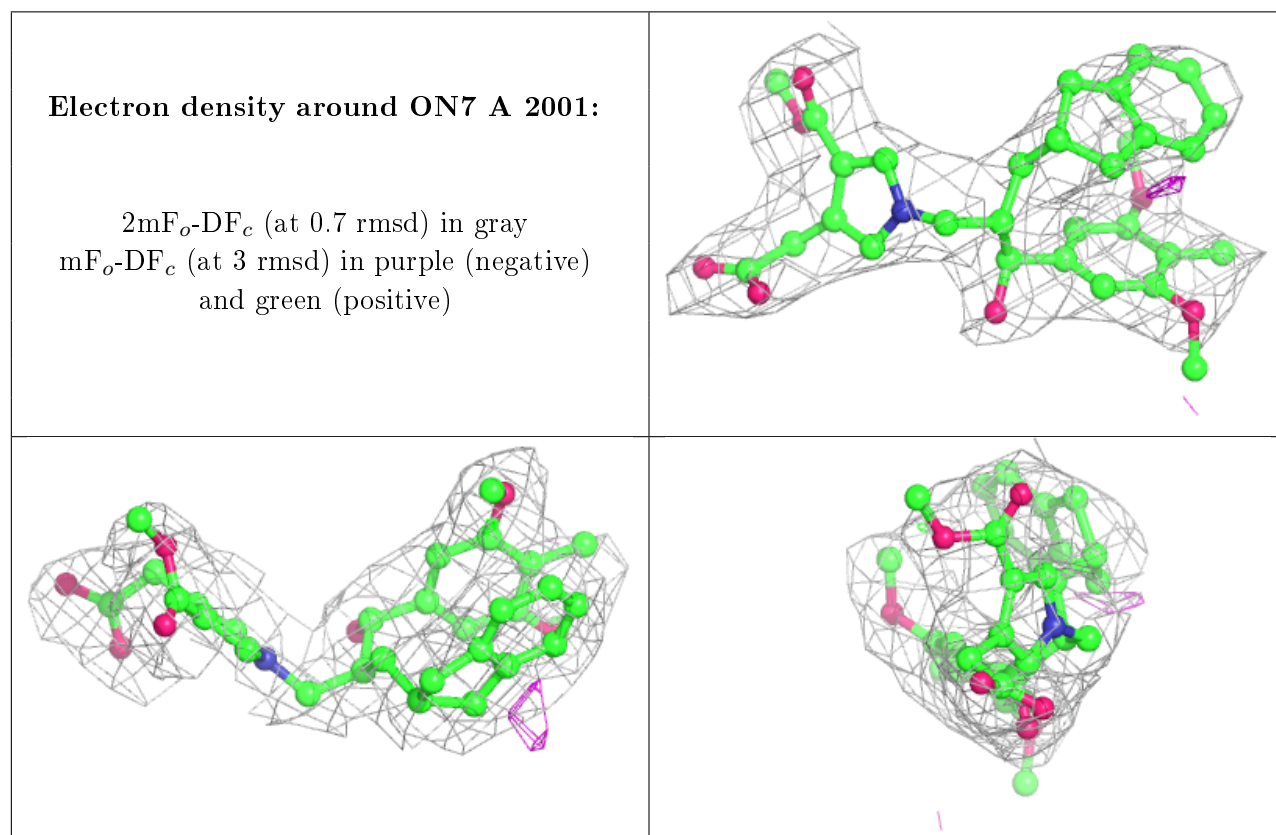 Electron density around ON7 A 2001:
2mFo-DFc (at 0.7 rmsd) in gray
mFo-DFc (at 3 rmsd) in purple (negative)
and green (positive)